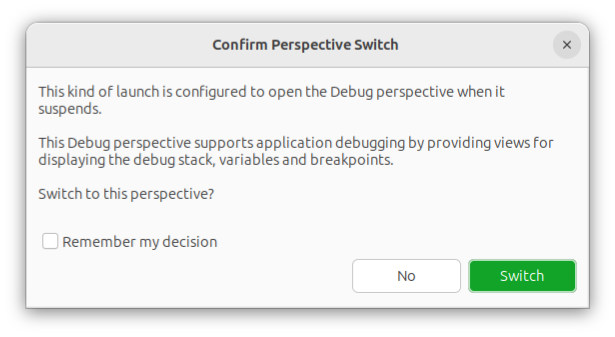 Confirm Perspective Switch
This kind of launch is configured to open the Debug perspective when it
suspends.
This Debug perspective supports application debugging by providing views for
displaying the debug stack, variables and breakpoints.
Switch to this perspective?
Remember my decision
No
Switch